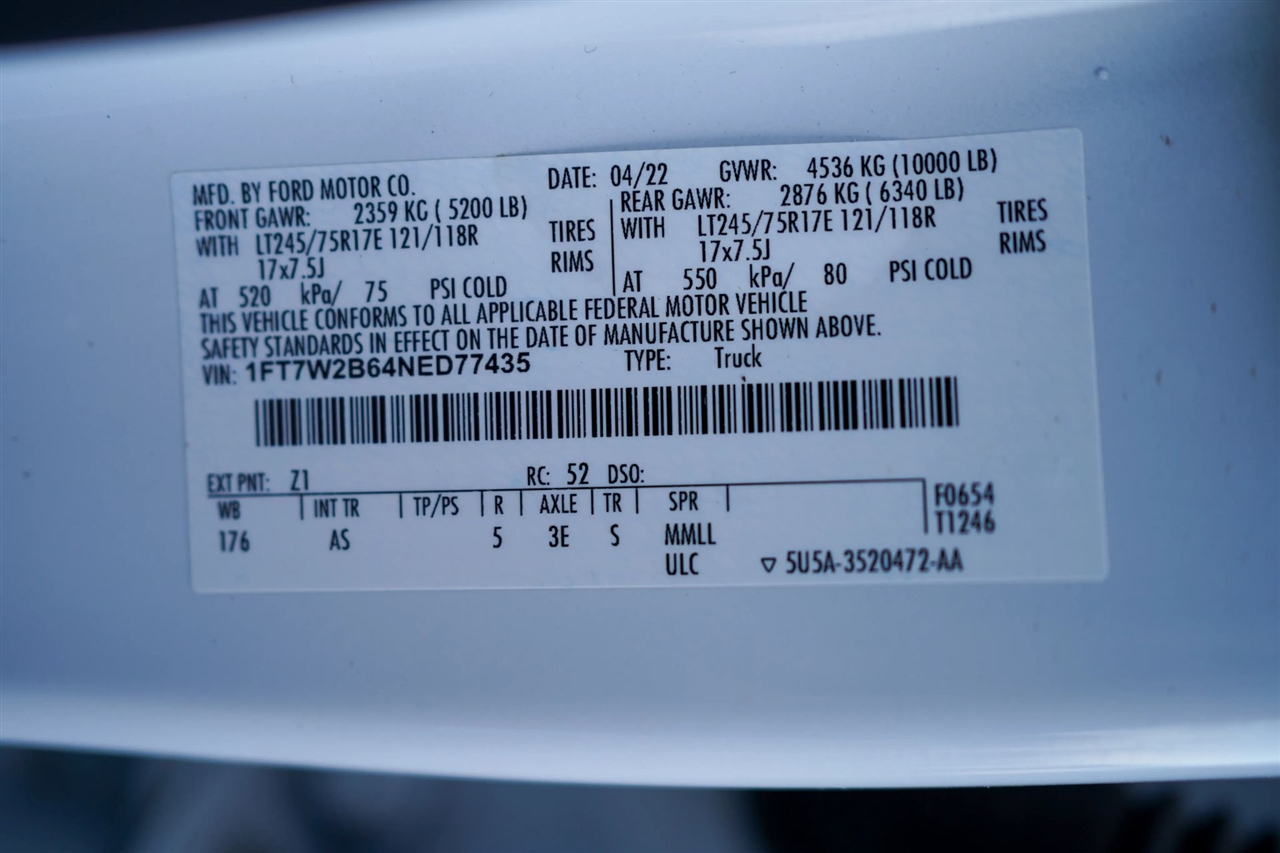 MFD. BY FORD MOTOR CO. DATE: 04/22 GVWR: 4536 KG (10000 LB)
FRONT GAWR: 2359 KG ( 5200 LB) REAR GAWR: 2876 KG ( 6340 LB)
WITH LT245/75R17E 121/118R TIRES WITH LT245/75R17E 121/118R TIRES
17x7.5J RIMS 17x7.5J RIMS
AT 520 kPa/ 75 PSI COLD AT 550 kPa/ 80 PSI COLD
THIS VEHICLE CONFORMS TO ALL APPLICABLE FEDERAL MOTOR VEHICLE
SAFETY STANDARDS IN EFFECT ON THE DATE OF MANUFACTURE SHOWN ABOVE.
VIN: 1FT7W2B64NED77435 TYPE: Truck
EXT PNT: Z1 RC: 52 DSO:
WB INT TR TP/PS R AXLE TR SPR F0654
176 AS 5 3E S MMLL T1246
ULC ▽ 5U5A-3520472-AA